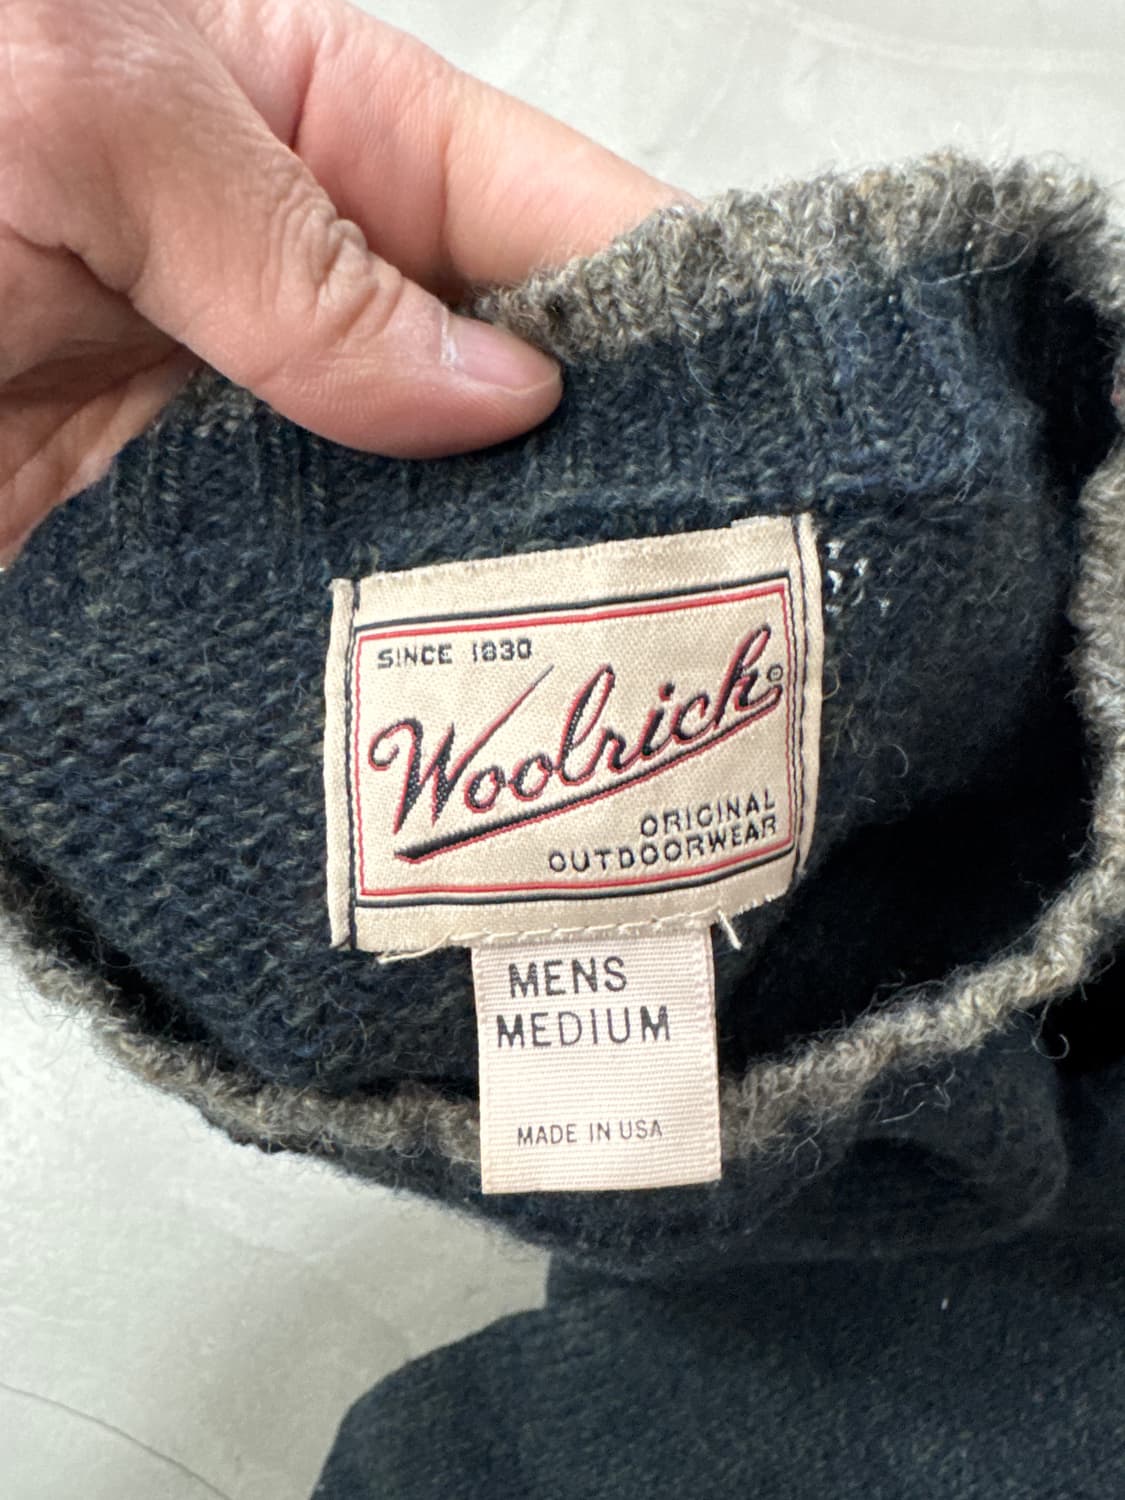 SINCE 1830
Woolrich®
ORIGINAL
OUTDOORWEAR
MENS
MEDIUM
MADE IN USA